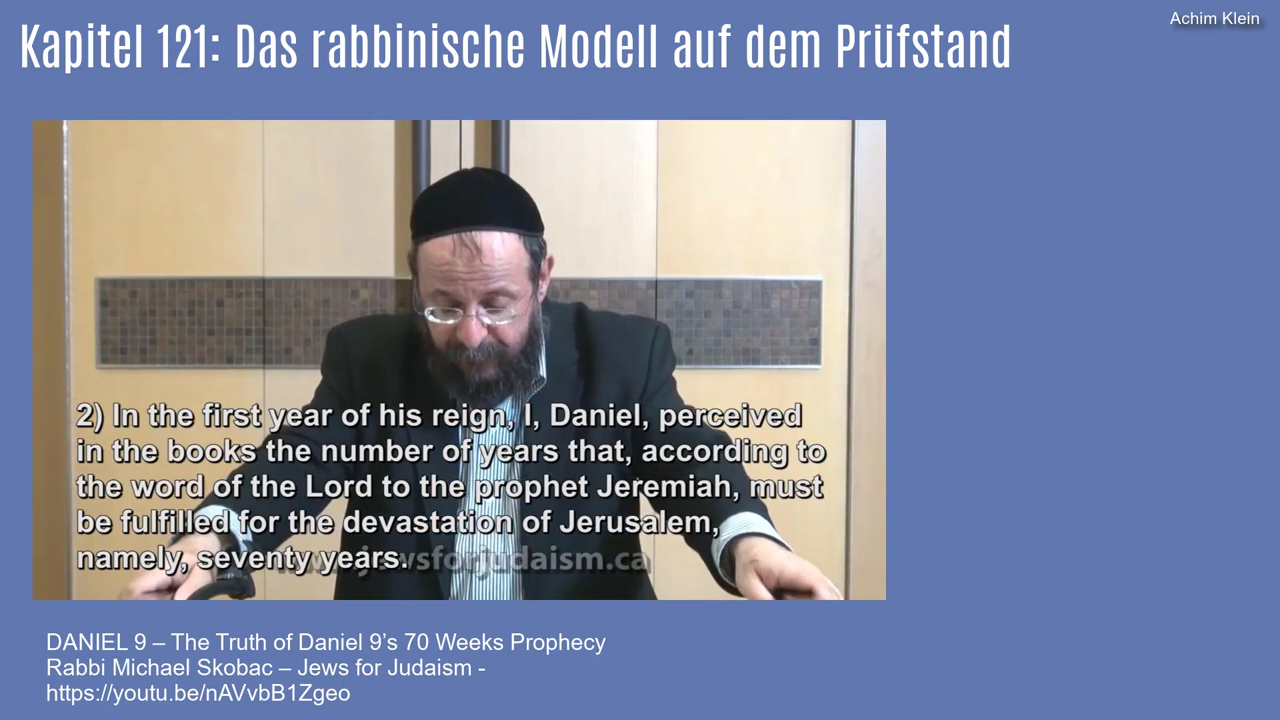 Achim Klein
Kapitel 121: Das rabbinische Modell auf dem Prüfstand
2) In the first year of his reign, I, Daniel, perceived
in the books the number of years that, according to
the word of the Lord to the prophet Jeremiah, must
be fulfilled for the devastation of Jerusalem,
namely, seventy years.
jewsforjudaism.ca
DANIEL 9 – The Truth of Daniel 9’s 70 Weeks Prophecy
Rabbi Michael Skobac – Jews for Judaism -
https://youtu.be/nAVvbB1Zgeo